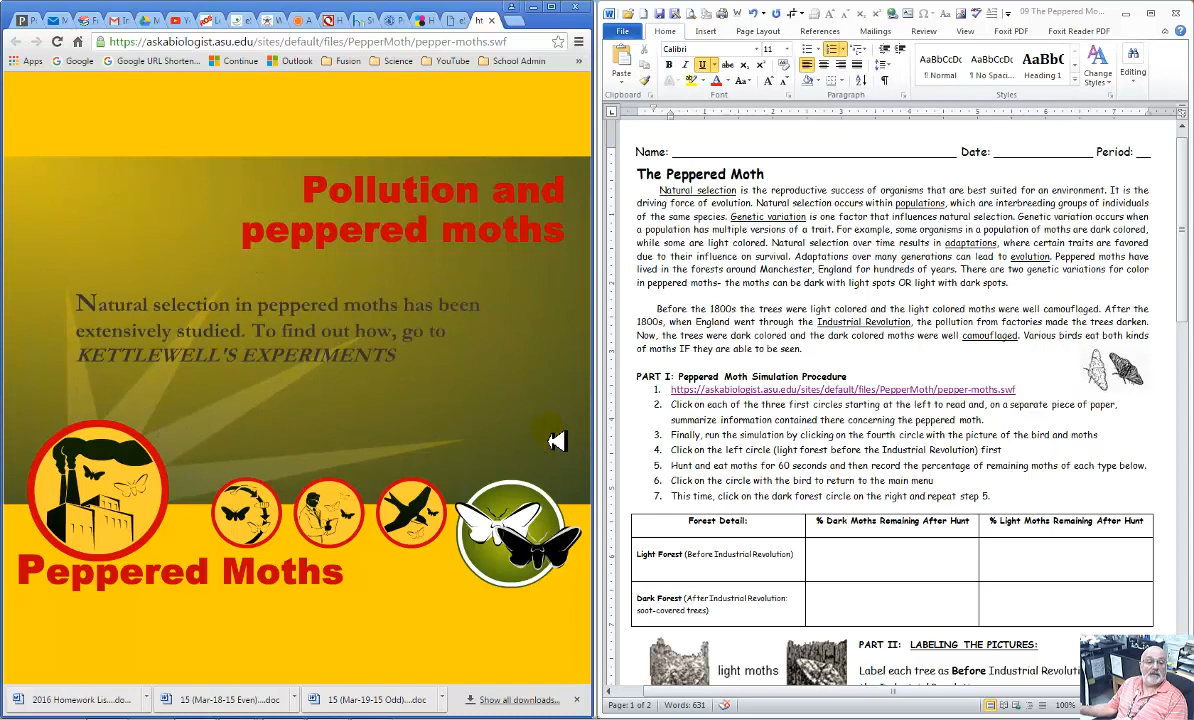 ht
https://askabiologist.asu.edu/sites/default/files/PepperMoth/pepper-moths.swf
Apps Google Google URL Shorten... Continue Outlook Fusion Science YouTube School Admin »
Pollution and
peppered moths
Natural selection in peppered moths has been
extensively studied. To find out how, go to
KETTLEWELL'S EXPERIMENTS
Peppered Moths
2016 Homework Lis....doc 15 (Mar-18-15 Even)....doc 15 (Mar-19-15 Odd)....doc Show all downloads...
09 The Peppered Mo...
File Home Insert Page Layout References Mailings Review View Foxit PDF Foxit Reader PDF
Paste
Calibri 11
AaBbCcDc AaBbCcDc AaBbC
¶ Normal ¶ No Spaci... Heading 1
Change
Styles
Editing
Clipboard Font Paragraph Styles
Name: Date: Period:
The Peppered Moth
Natural selection is the reproductive success of organisms that are best suited for an environment. It is the
driving force of evolution. Natural selection occurs within populations, which are interbreeding groups of individuals
of the same species. Genetic variation is one factor that influences natural selection. Genetic variation occurs when
a population has multiple versions of a trait. For example, some organisms in a population of moths are dark colored,
while some are light colored. Natural selection over time results in adaptations, where certain traits are favored
due to their influence on survival. Adaptations over many generations can lead to evolution. Peppered moths have
lived in the forests around Manchester, England for hundreds of years. There are two genetic variations for color
in peppered moths- the moths can be dark with light spots OR light with dark spots.
Before the 1800s the trees were light colored and the light colored moths were well camouflaged. After the
1800s, when England went through the Industrial Revolution, the pollution from factories made the trees darken.
Now, the trees were dark colored and the dark colored moths were well camouflaged. Various birds eat both kinds
of moths IF they are able to be seen.
PART I: Peppered Moth Simulation Procedure
1. https://askabiologist.asu.edu/sites/default/files/PepperMoth/pepper-moths.swf
2. Click on each of the three first circles starting at the left to read and, on a separate piece of paper,
summarize information contained there concerning the peppered moth.
3. Finally, run the simulation by clicking on the fourth circle with the picture of the bird and moths
4. Click on the left circle (light forest before the Industrial Revolution) first
5. Hunt and eat moths for 60 seconds and then record the percentage of remaining moths of each type below.
6. Click on the circle with the bird to return to the main menu
7. This time, click on the dark forest circle on the right and repeat step 5.
Forest Detail: % Dark Moths Remaining After Hunt % Light Moths Remaining After Hunt
Light Forest (Before Industrial Revolution)
Dark Forest (After Industrial Revolution:
soot-covered trees)
PART II: LABELING THE PICTURES:
light moths
Label each tree as Before Industrial Revoluti
Page: 1 of 2 Words: 631 100%